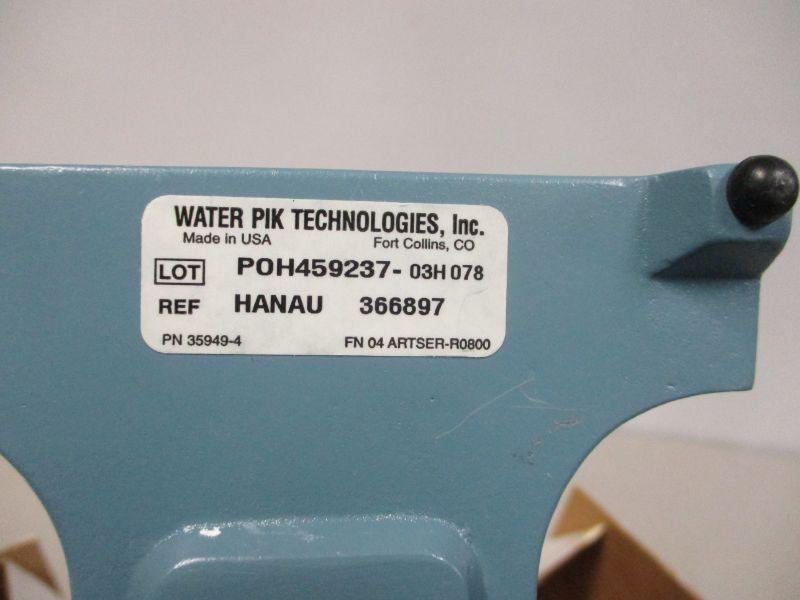 WATER PIK TECHNOLOGIES, Inc.
Made in USA Fort Collins, CO
LOT POH459237- 03H 078
REF HANAU 366897
PN 35949-4 FN 04 ARTSER-R0800